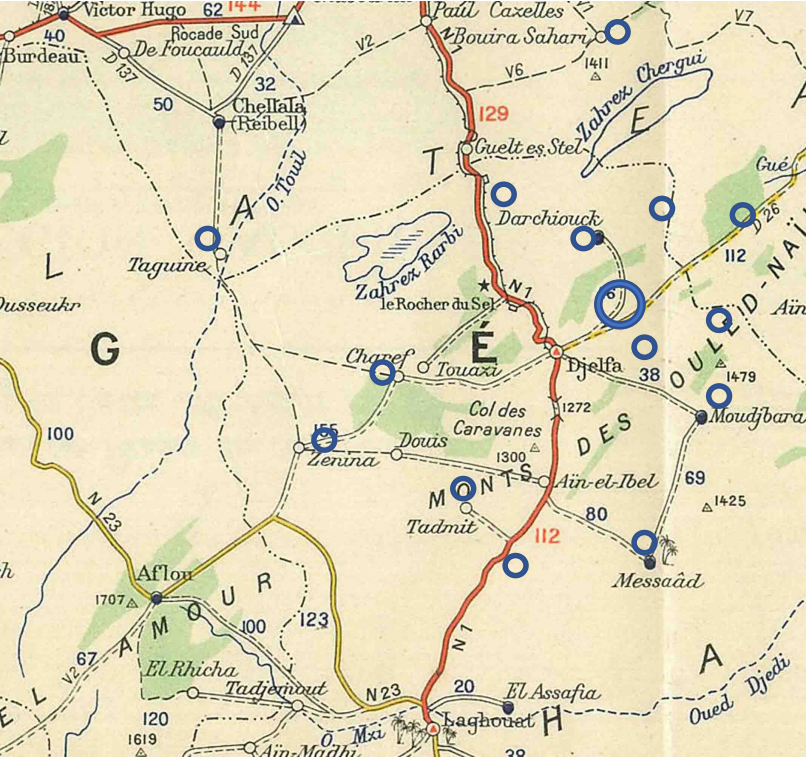 62
144
Victor Hugo
Paul Cazelles
Rocade Sud
V2
N 1
Bouira Sahari
V7
40
Burdeau
De Foucauld
D 137
D 137
32
1411
V6
Zahrez Chergui
50
Chellala
(Reibell)
129
E
A
Guelt es Stel
T
Gué
O. Touil
A
Darchiouck
D 26
Taguine
Zahrez Rarbi
112
L
le Rocher du Sel
N 1
6
Ousseukr
OULED-NAÏ
Aïn
G
É
Charef
Touazi
Djelfa
38
1479
Col des
Caravanes
1272
Moudjbara
100
155
Zenina
Douis
1300
DES
MONTS
Aïn-el-Ibel
69
N 23
Tadmit
80
1425
112
Messaâd
Aflou
1707
AMOUR
123
100
67
V2
N 1
A
El Rhicha
EL
Tadjemout
N 23
20
El Assafia
Oued Djedi
120
Laghouat
H
1619
O. Mzi
Aïn-Madhi
38